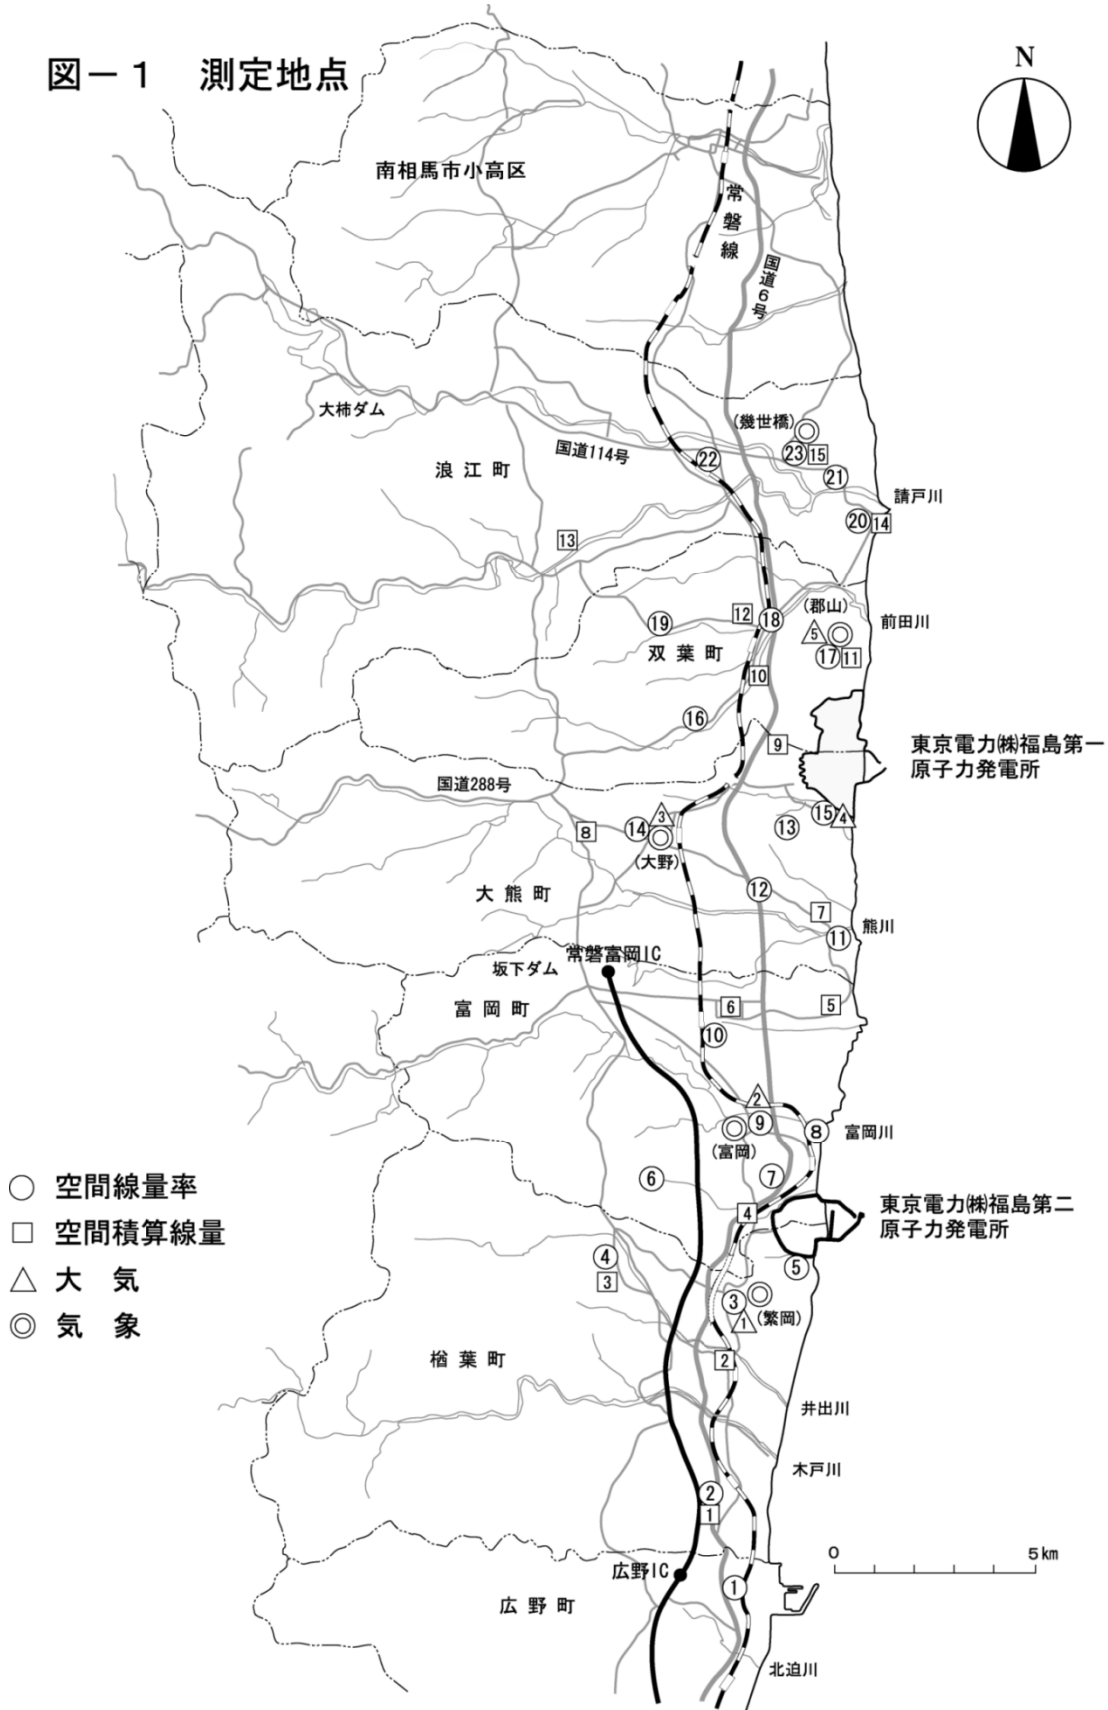 図－１　測定地点
N
南相馬市小高区
常磐線
国道6号
大柿ダム
(幾世橋)
国道114号
22
23
15
浪江町
21
請戸川
20
14
13
(郡山)
12
18
前田川
19
5
双葉町
17
11
10
16
9
東京電力㈱福島第一
原子力発電所
国道288号
3
15
4
8
14
13
(大野)
大熊町
12
7
熊川
11
常磐富岡IC
坂下ダム
富岡町
6
5
10
2
9
8
富岡川
(富岡)
6
7
○ 空間線量率
□ 空間積算線量
△ 大　気
◎ 気　象
4
東京電力㈱福島第二
原子力発電所
4
3
5
3
(繁岡)
1
2
楢葉町
井出川
木戸川
2
1
0
5km
広野IC
1
広野町
北迫川